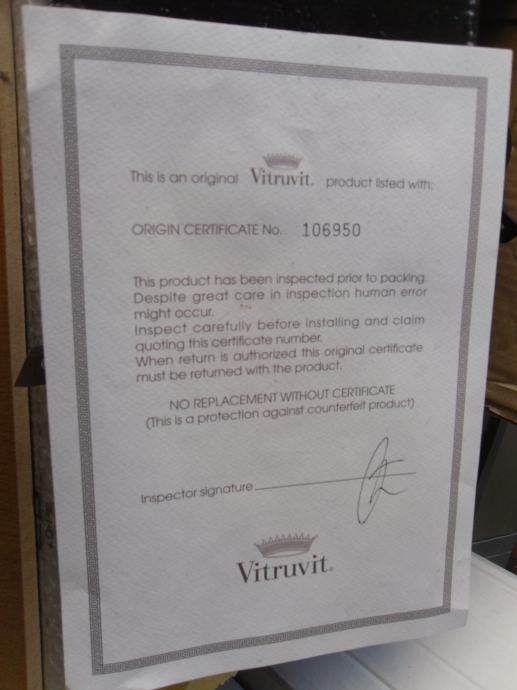 This is an original Vitruvit. product listed with:
ORIGIN CERTIFICATE No. 106950
This product has been inspected prior to packing.
Despite great care in inspection human error
might occur.
Inspect carefully before installing and claim
quoting this certificate number.
When return is authorized this original certificate
must be returned with the product.
NO REPLACEMENT WITHOUT CERTIFICATE
(This is a protection against counterfeit product)
Inspector signature
Vitruvit®